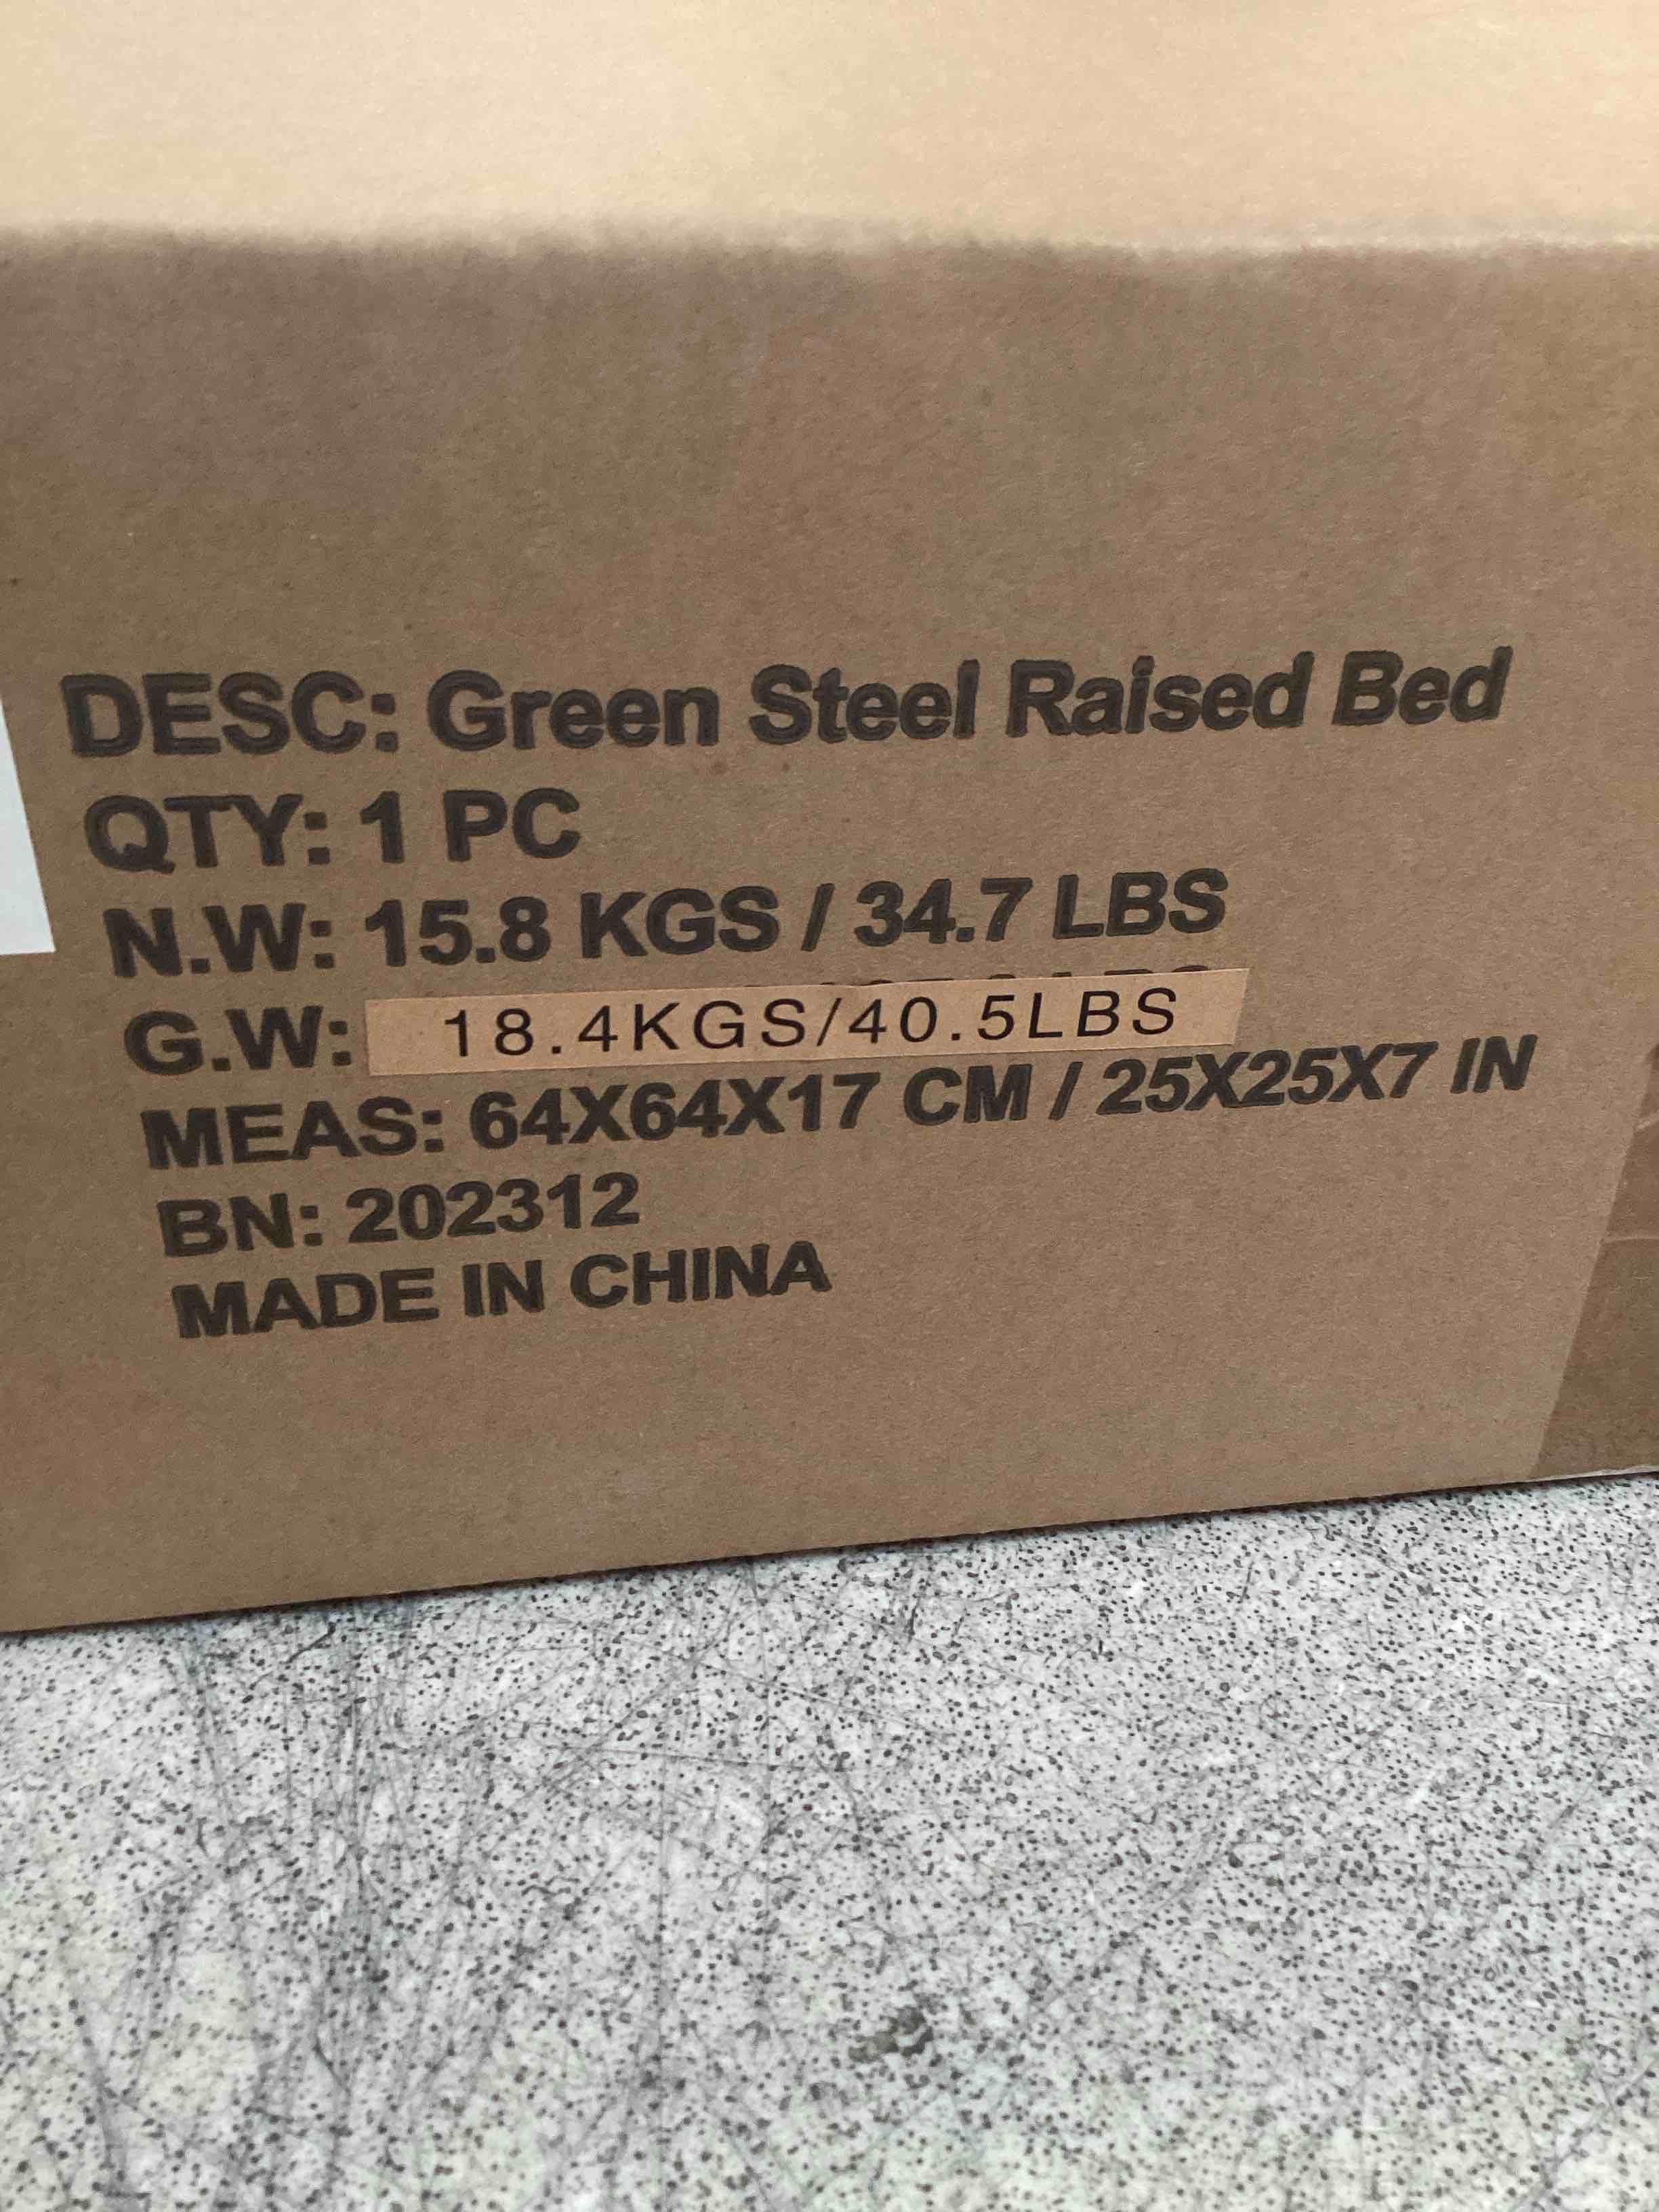 DESC: Green Steel Raised Bed
QTY: 1 PC
N.W: 15.8 KGS / 34.7 LBS
G.W: 18.4KGS/40.5LBS
MEAS: 64X64X17 CM / 25X25X7 IN
BN: 202312
MADE IN CHINA